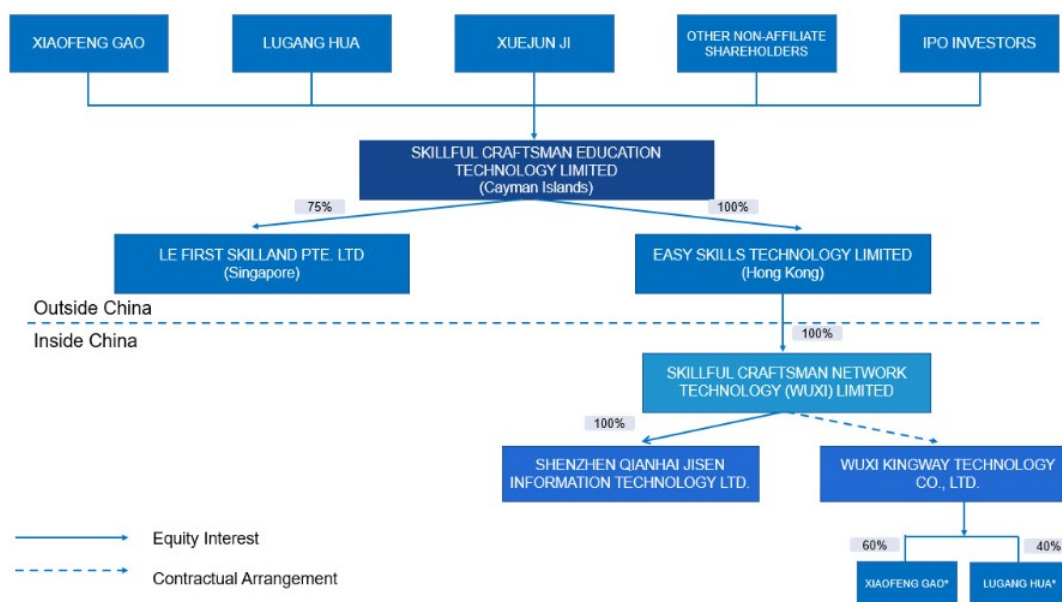 XIAOFENG GAO
LUGANG HUA
XUEJUN JI
OTHER NON-AFFILIATE
SHAREHOLDERS
IPO INVESTORS
SKILLFUL CRAFTSMAN EDUCATION
TECHNOLOGY LIMITED
(Cayman Islands)
75%
100%
LE FIRST SKILLAND PTE. LTD
(Singapore)
EASY SKILLS TECHNOLOGY LIMITED
(Hong Kong)
Outside China
Inside China
100%
SKILLFUL CRAFTSMAN NETWORK
TECHNOLOGY (WUXI) LIMITED
100%
SHENZHEN QIANHAI JISEN
INFORMATION TECHNOLOGY LTD.
WUXI KINGWAY TECHNOLOGY
CO., LTD.
Equity Interest
Contractual Arrangement
60%
40%
XIAOFENG GAO*
LUGANG HUA*